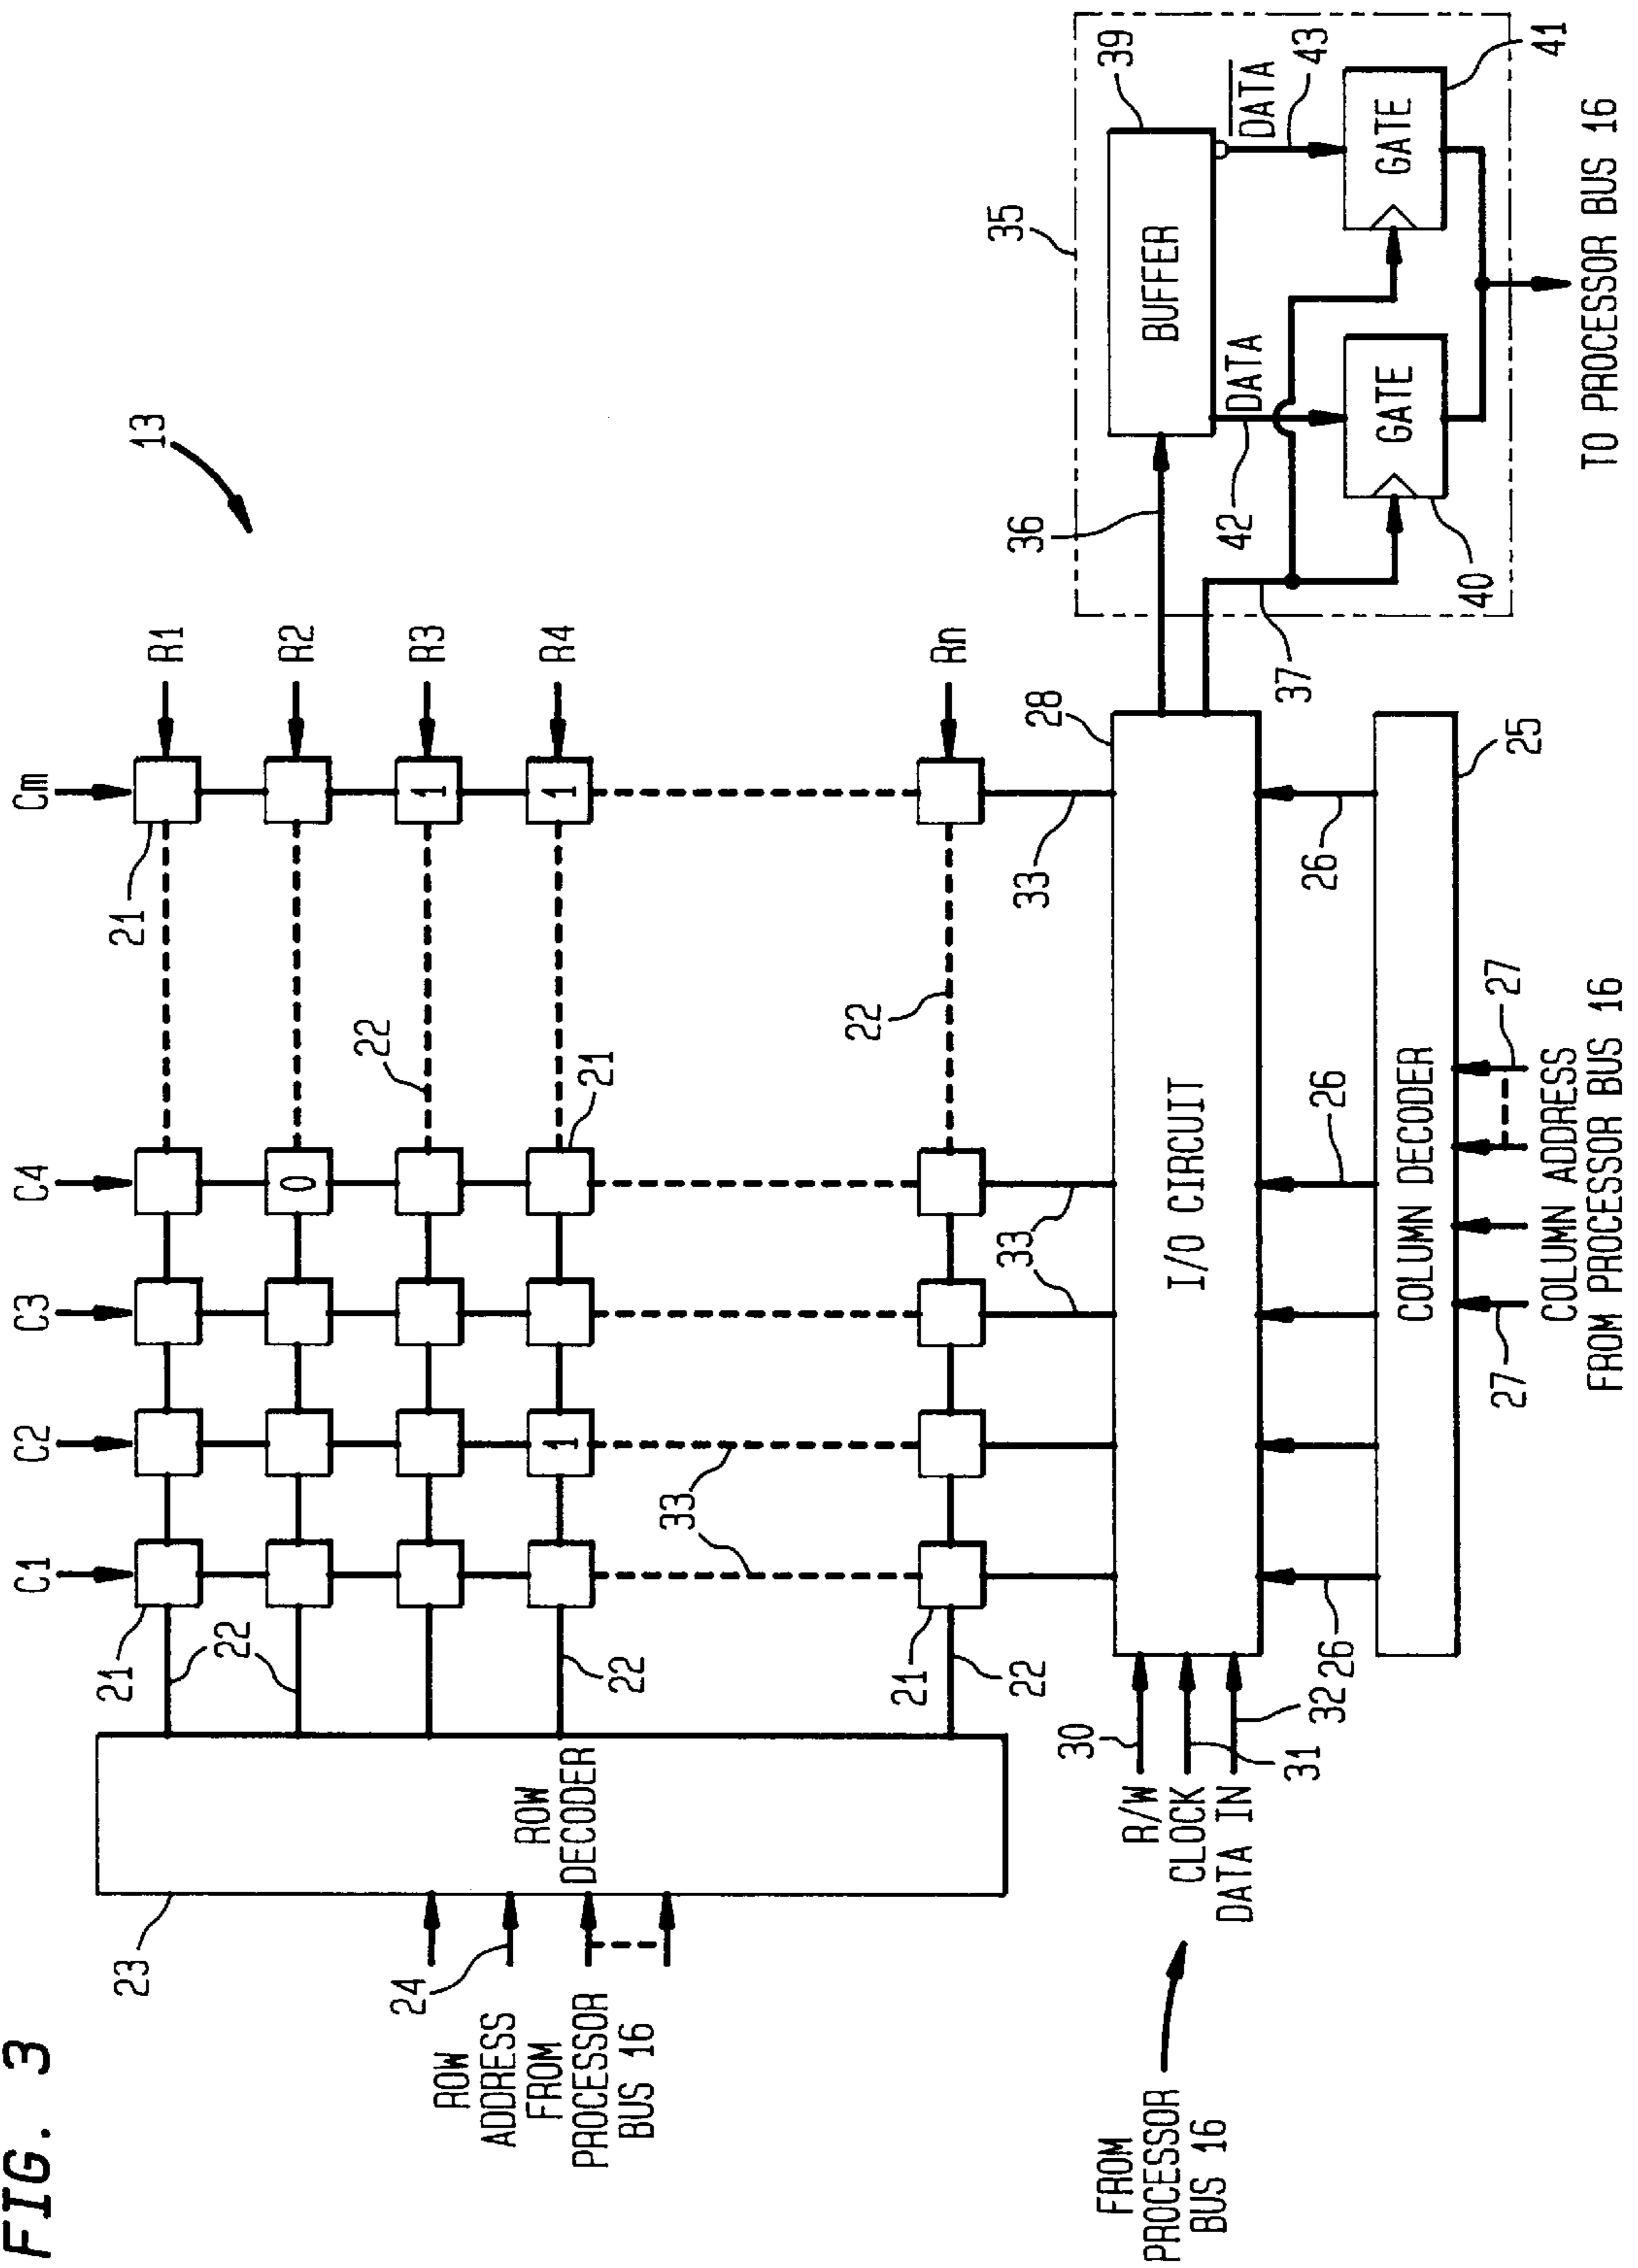 FIG. 3
13
C1
C2
C3
C4
Cm
R1
R2
R3
R4
Rn
21
21
21
21
22
22
22
22
22
0
1
1
1
23
ROW
DECODER
24
ROW
ADDRESS
FROM
PROCESSOR
BUS 16
33
33
33
28
I/O CIRCUIT
30
31
32
R/W
CLOCK
DATA IN
FROM
PROCESSOR
BUS 16
26
26
26
25
COLUMN DECODER
27
27
COLUMN ADDRESS
FROM PROCESSOR BUS 16
35
36
37
39
BUFFER
DATA
42
DATA
43
GATE
40
GATE
41
TO PROCESSOR BUS 16